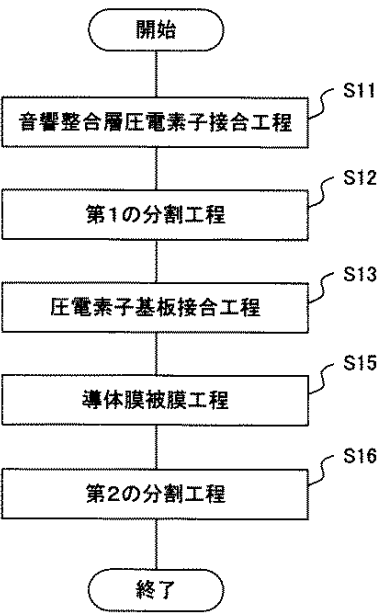 開始
S11
音響整合層圧電素子接合工程
S12
第1の分割工程
S13
圧電素子基板接合工程
S15
導体膜被膜工程
S16
第2の分割工程
終了